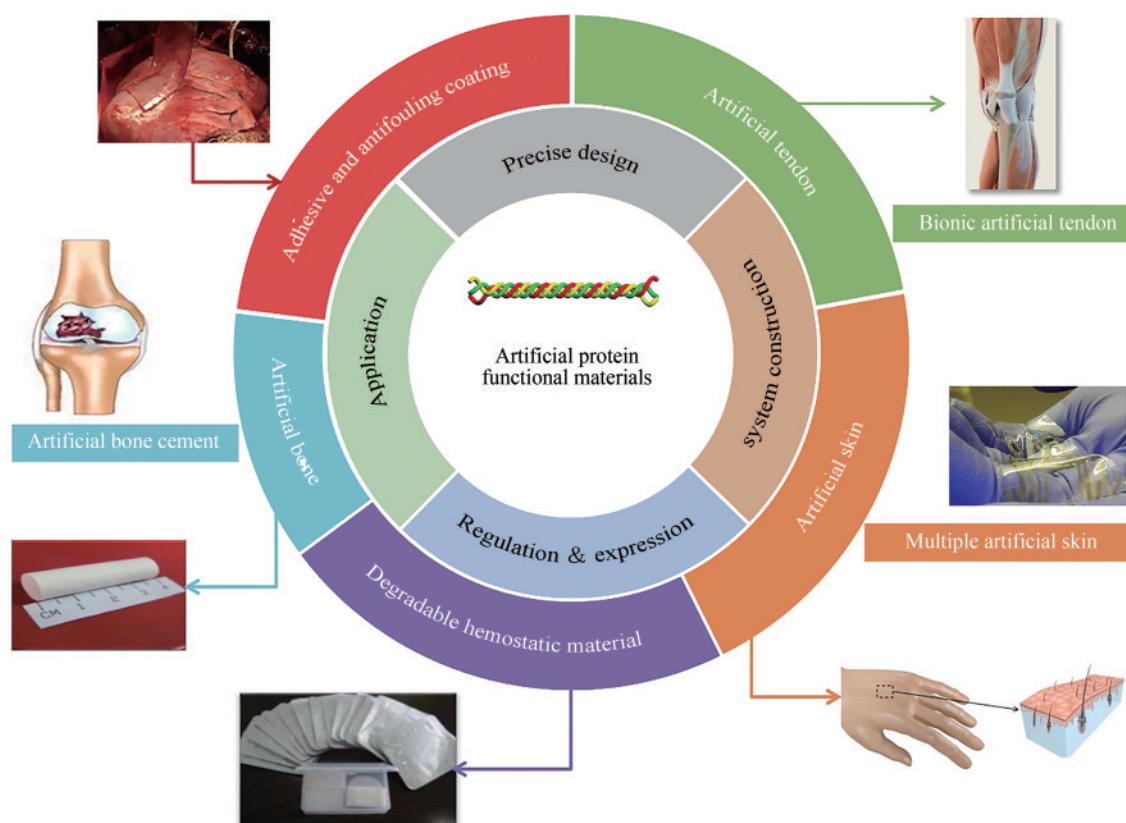 Adhesive and antifouling coating
Artificial tendon
Precise design
Bionic artificial tendon
Application
system construction
Artificial protein
functional materials
Artificial bone
Artificial bone cement
Artificial skin
Multiple artificial skin
Regulation & expression
Degradable hemostatic material
CM